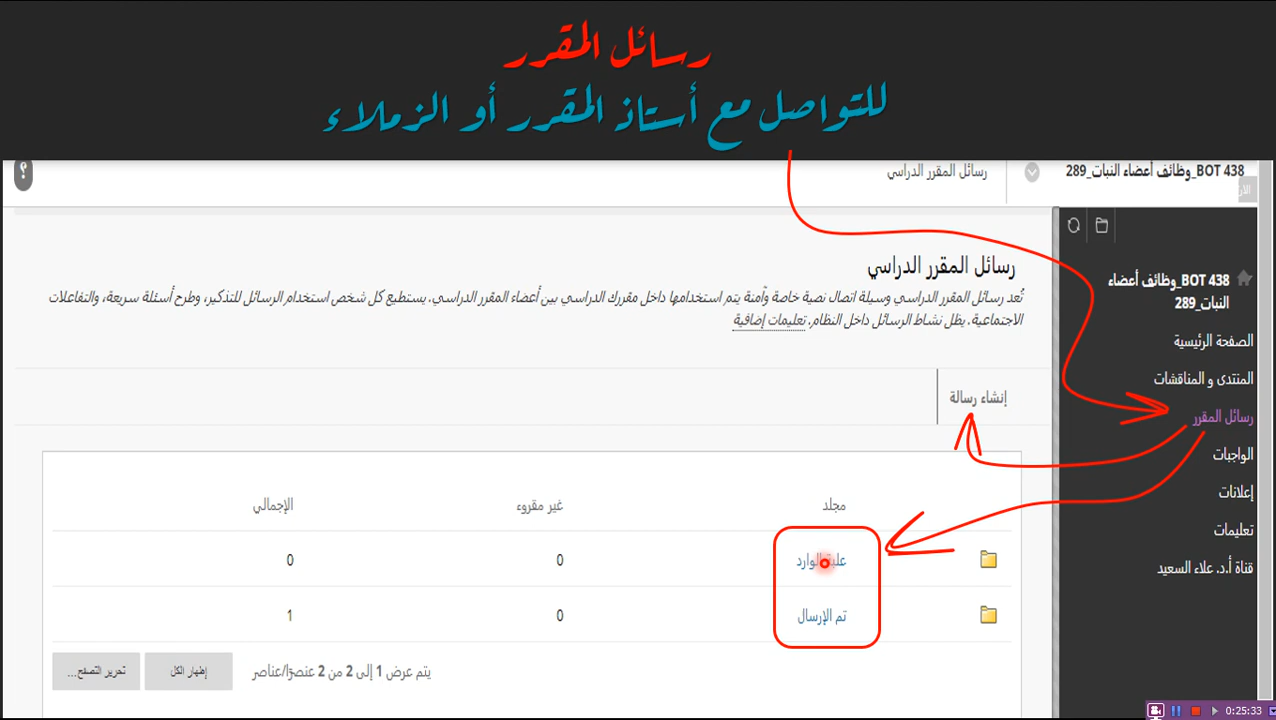 رسائل المقرر
للتواصل مع أستاذ المقرر أو الزملاء
BOT 438_وظائف أعضاء النبات_289
رسائل المقرر الدراسي
?
BOT 438_وظائف أعضاء
النبات_289
الصفحة الرئيسية
المنتدى و المناقشات
رسائل المقرر
الواجبات
إعلانات
تعليمات
قناة أ.د. علاء السعيد
رسائل المقرر الدراسي
تُعد رسائل المقرر الدراسي وسيلة اتصال نصية خاصة وآمنة يتم استخدامها داخل مقررك الدراسي بين أعضاء المقرر الدراسي. يستطيع كل شخص استخدام الرسائل للتذكير، وطرح أسئلة سريعة، والتفاعلات
الاجتماعية. يظل نشاط الرسائل داخل النظام. تعليمات إضافية
إنشاء رسالة
مجلد غير مقروء الإجمالي
علبة الوارد 0 0
تم الإرسال 0 1
يتم عرض 1 إلى 2 من 2 عنصرًا/عناصر إظهار الكل تحرير التصفح...
0:25:33